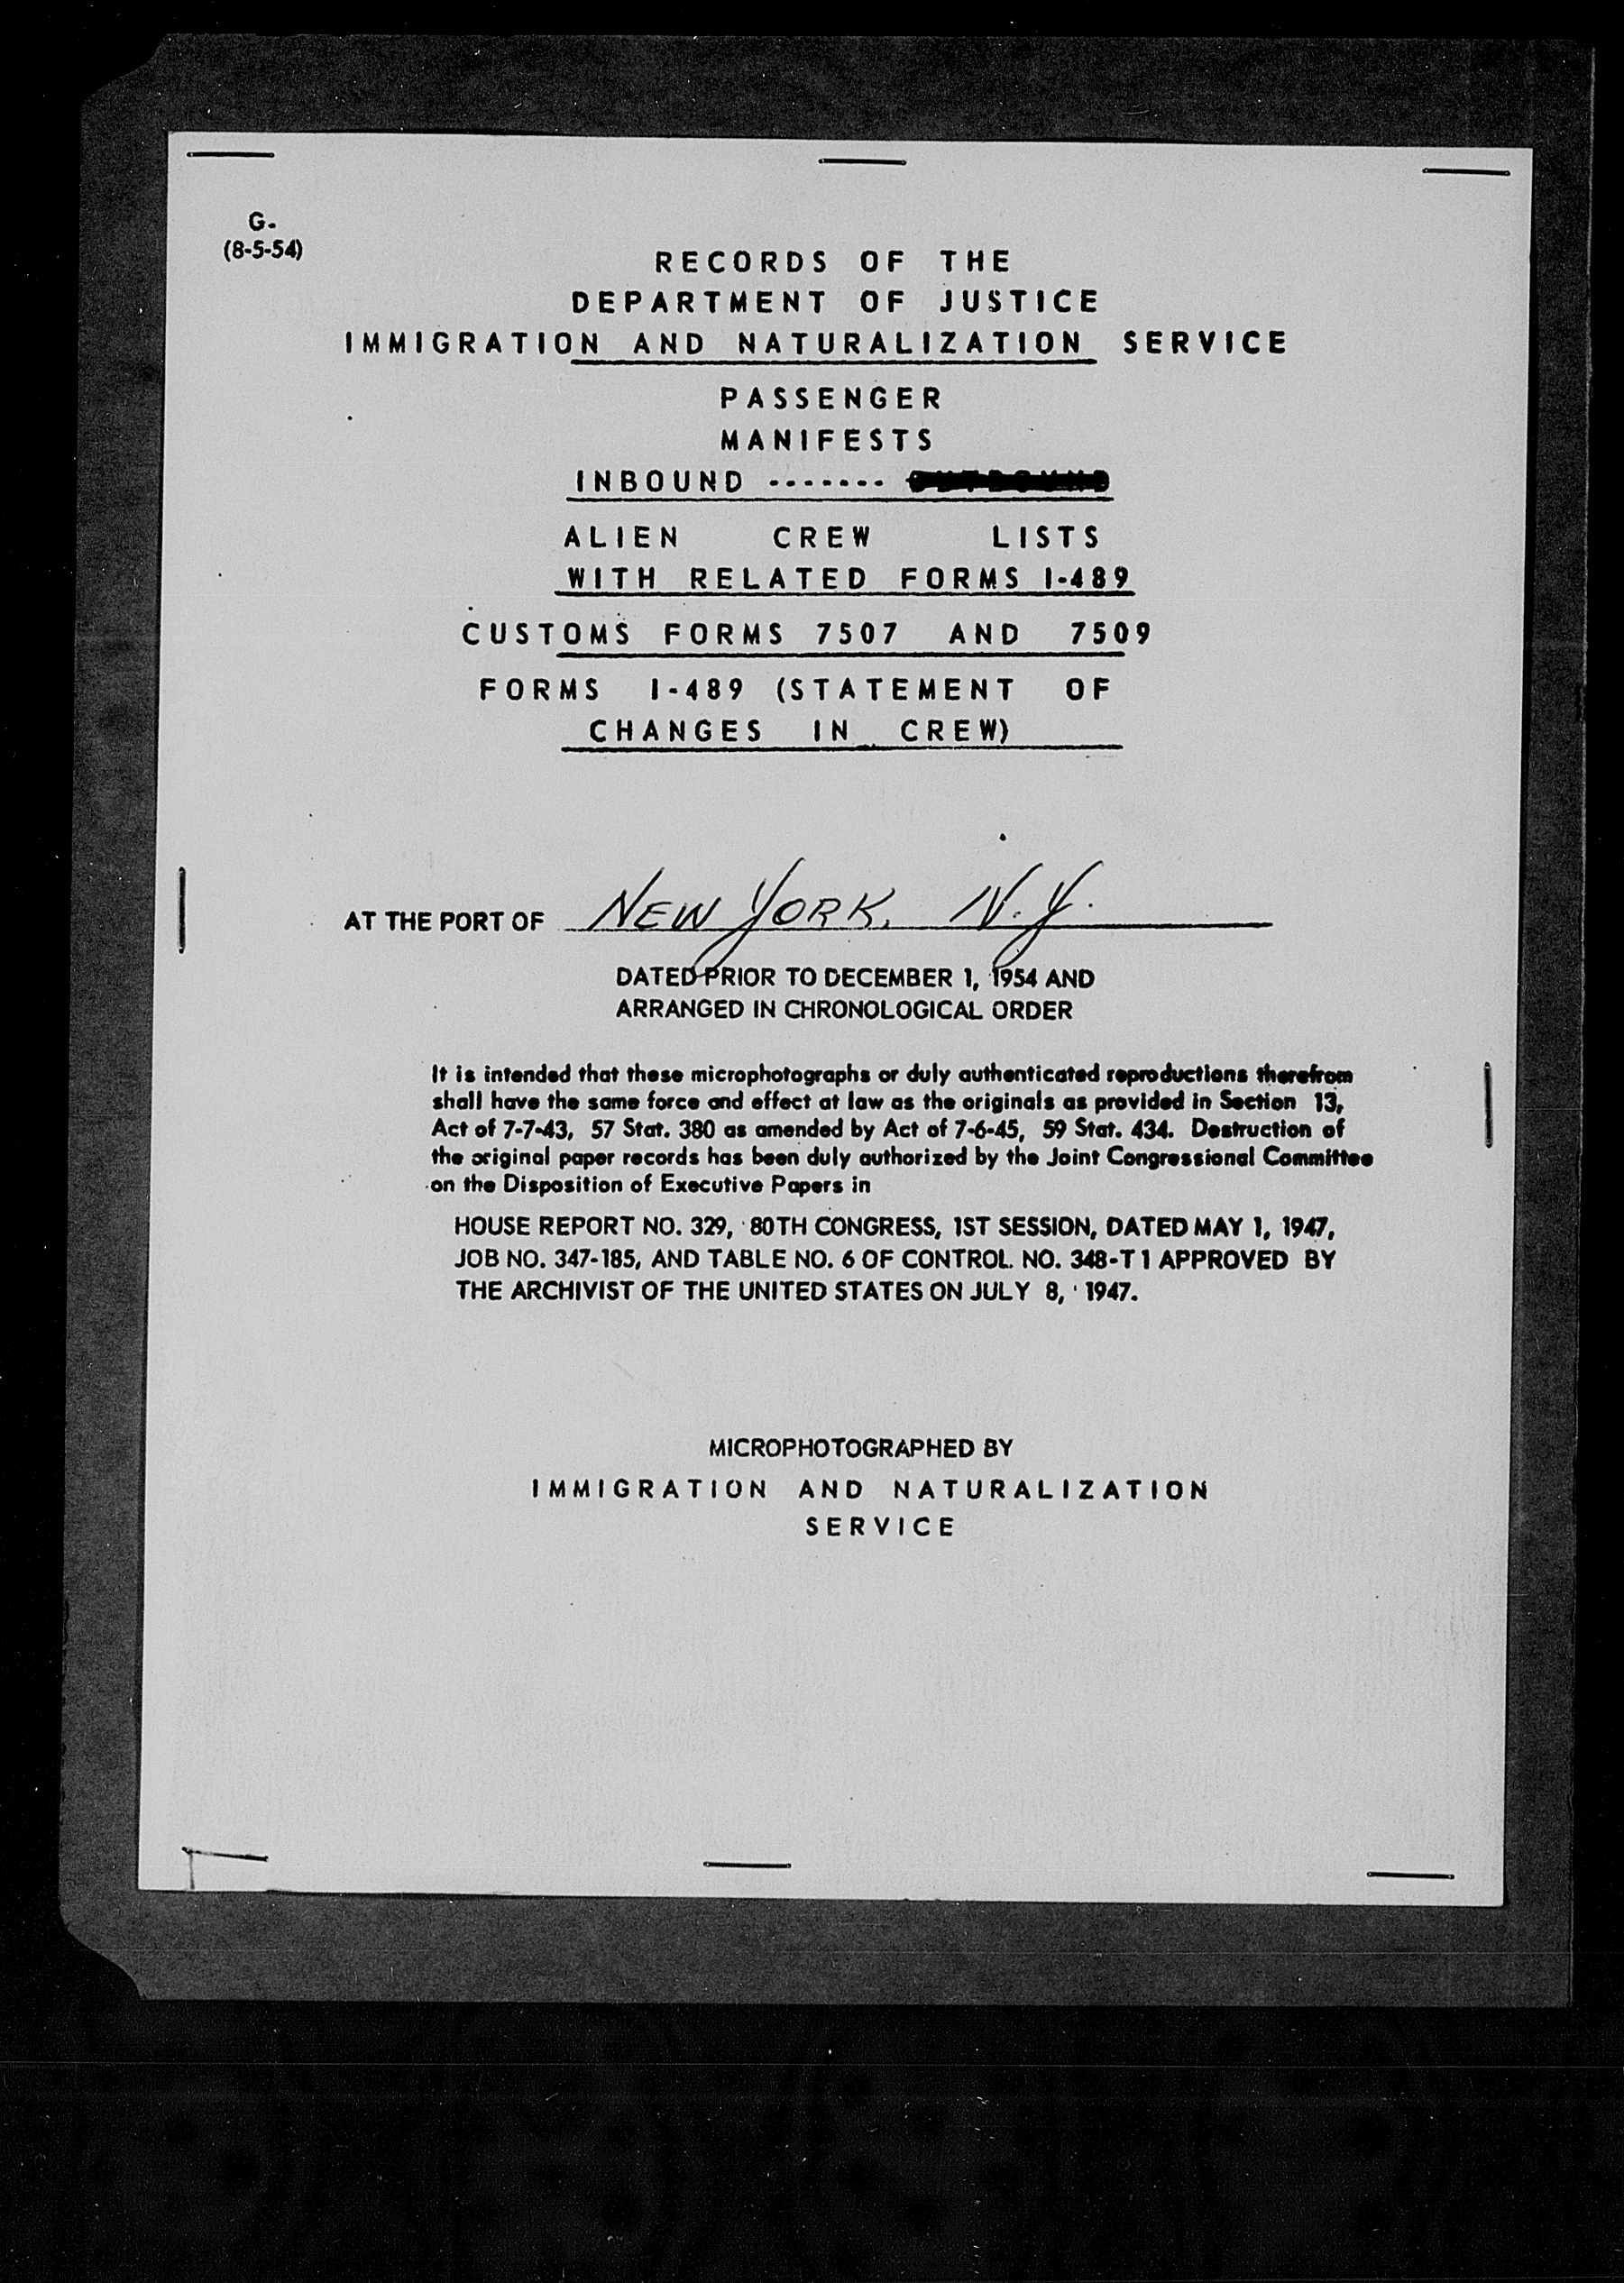 G-
(8-5-54)
RECORDS OF THE
DEPARTMENT OF JUSTICE
IMMIGRATION AND NATURALIZATION SERVICE
PASSENGER
MANIFESTS
INBOUND -------
ALIEN CREW LISTS
WITH RELATED FORMS I-489
CUSTOMS FORMS 7507 AND 7509
FORMS I-489 (STATEMENT OF
CHANGES IN CREW)
AT THE PORT OF NEW YORK, N.Y.
DATED PRIOR TO DECEMBER 1, 1954 AND
ARRANGED IN CHRONOLOGICAL ORDER
It is intended that these microphotographs or duly authenticated reproductions therefrom
shall have the same force and effect at law as the originals as provided in Section 13,
Act of 7-7-43, 57 Stat. 380 as amended by Act of 7-6-45, 59 Stat. 434. Destruction of
the original paper records has been duly authorized by the Joint Congressional Committee
on the Disposition of Executive Papers in
HOUSE REPORT NO. 329, 80TH CONGRESS, 1ST SESSION, DATED MAY 1, 1947,
JOB NO. 347-185, AND TABLE NO. 6 OF CONTROL NO. 348-T1 APPROVED BY
THE ARCHIVIST OF THE UNITED STATES ON JULY 8, 1947.
MICROPHOTOGRAPHED BY
IMMIGRATION AND NATURALIZATION
SERVICE